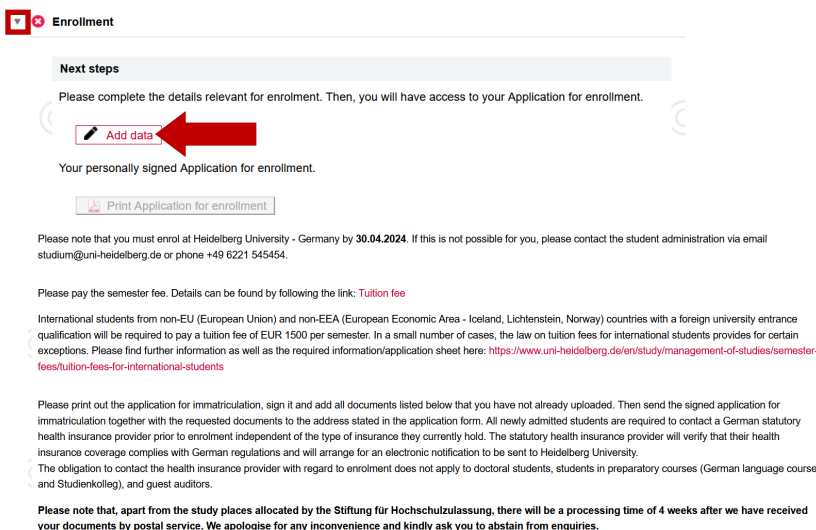 Enrollment
Next steps
Please complete the details relevant for enrolment. Then, you will have access to your Application for enrollment.
Add data
Your personally signed Application for enrollment.
Print Application for enrollment
Please note that you must enrol at Heidelberg University - Germany by 30.04.2024. If this is not possible for you, please contact the student administration via email
studium@uni-heidelberg.de or phone +49 6221 545454.
Please pay the semester fee. Details can be found by following the link: Tuition fee
International students from non-EU (European Union) and non-EEA (European Economic Area - Iceland, Lichtenstein, Norway) countries with a foreign university entrance
qualification will be required to pay a tuition fee of EUR 1500 per semester. In a small number of cases, the law on tuition fees for international students provides for certain
exceptions. Please find further information as well as the required information/application sheet here: https://www.uni-heidelberg.de/en/study/management-of-studies/semester-
fees/tuition-fees-for-international-students
Please print out the application for immatriculation, sign it and add all documents listed below that you have not already uploaded. Then send the signed application for
immatriculation together with the requested documents to the address stated in the application form. All newly admitted students are required to contact a German statutory
health insurance provider prior to enrolment independent of the type of insurance they currently hold. The statutory health insurance provider will verify that their health
insurance coverage complies with German regulations and will arrange for an electronic notification to be sent to Heidelberg University.
The obligation to contact the health insurance provider with regard to enrolment does not apply to doctoral students, students in preparatory courses (German language course
and Studienkolleg), and guest auditors.
Please note that, apart from the study places allocated by the Stiftung für Hochschulzulassung, there will be a processing time of 4 weeks after we have received
your documents by postal service. We apologise for any inconvenience and kindly ask you to abstain from enquiries.